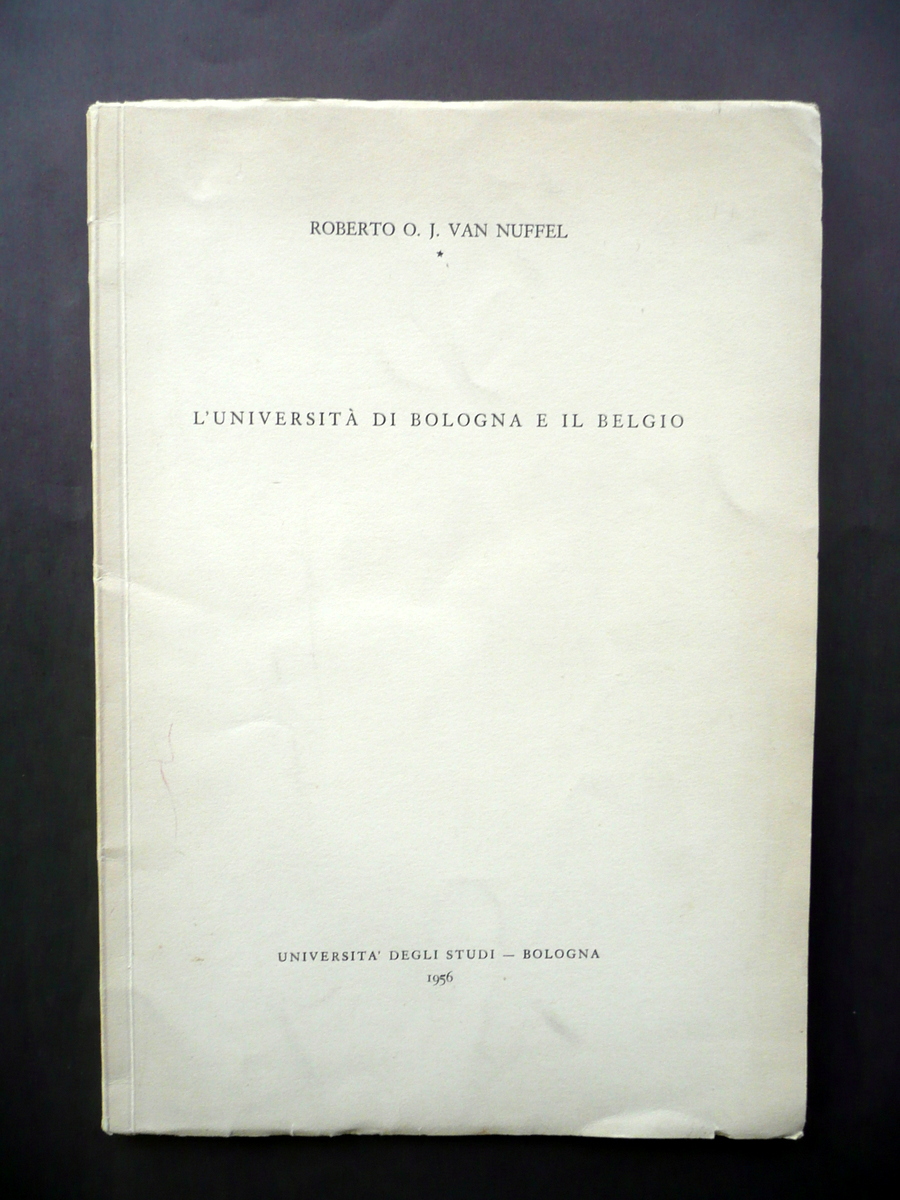 ROBERTO O. J. VAN NUFFEL
★
L'UNIVERSITÀ DI BOLOGNA E IL BELGIO
UNIVERSITA' DEGLI STUDI — BOLOGNA
1956